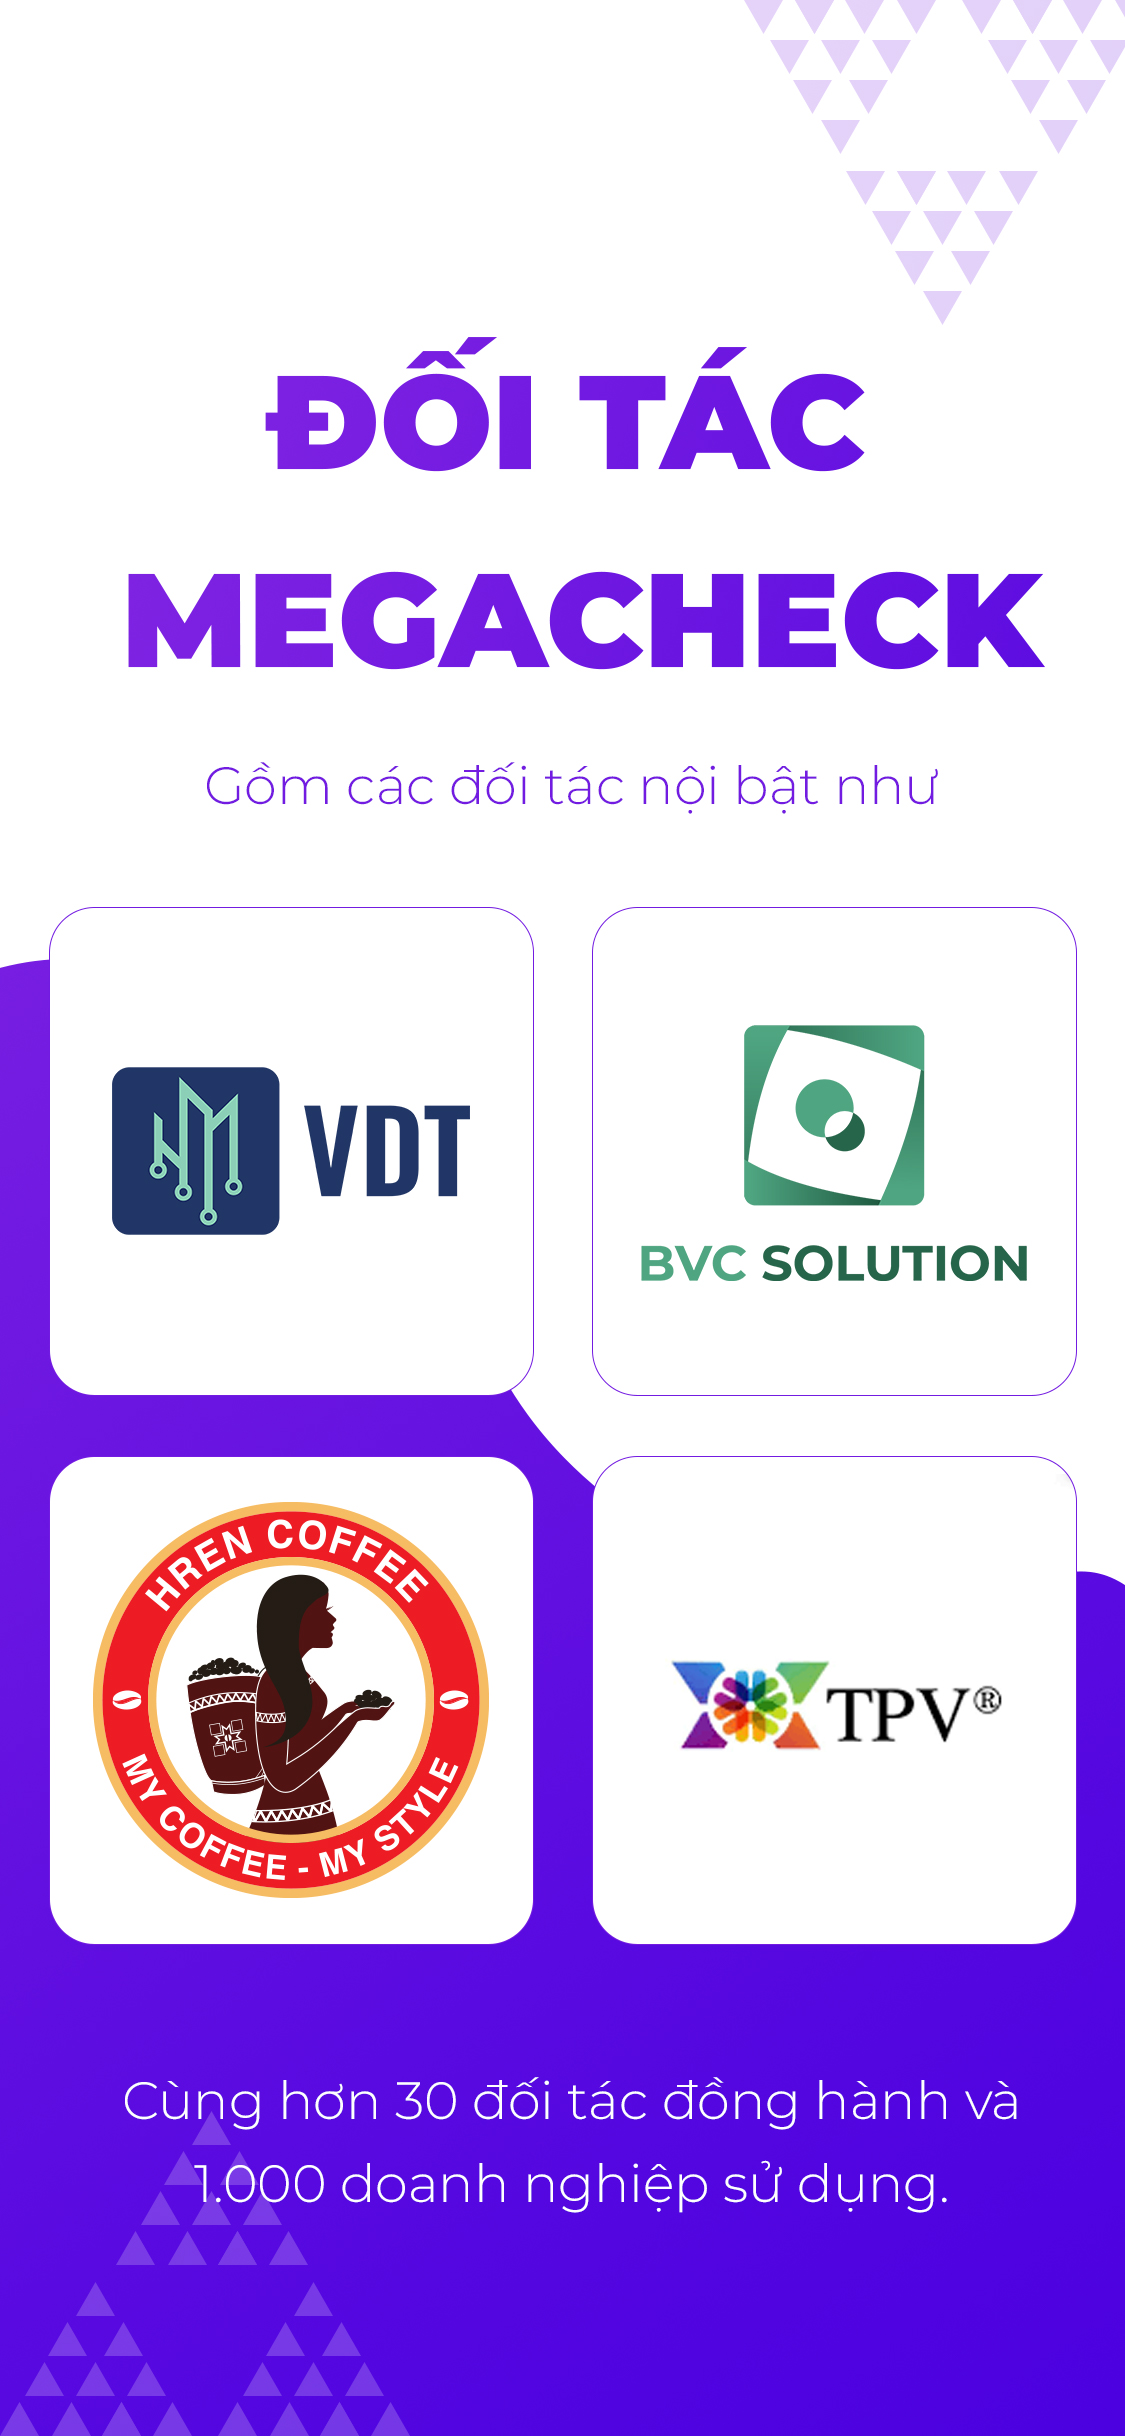 ĐỐI TÁC
MEGACHECK
Gồm các đối tác nội bật như
VDT
BVC SOLUTION
HREN COFFEE
MY COFFEE - MY STYLE
TPV®
Cùng hơn 30 đối tác đồng hành và
1.000 doanh nghiệp sử dụng.